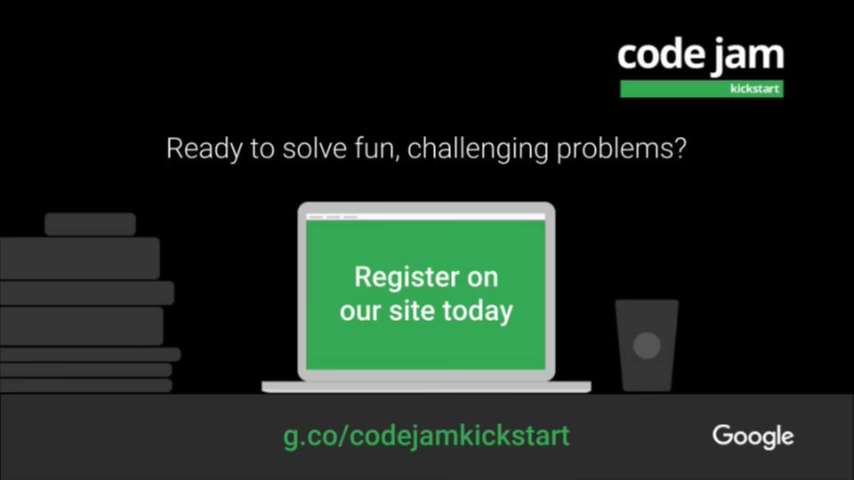 code jam
kickstart
Ready to solve fun, challenging problems?
Register on
our site today
g.co/codejamkickstart
Google